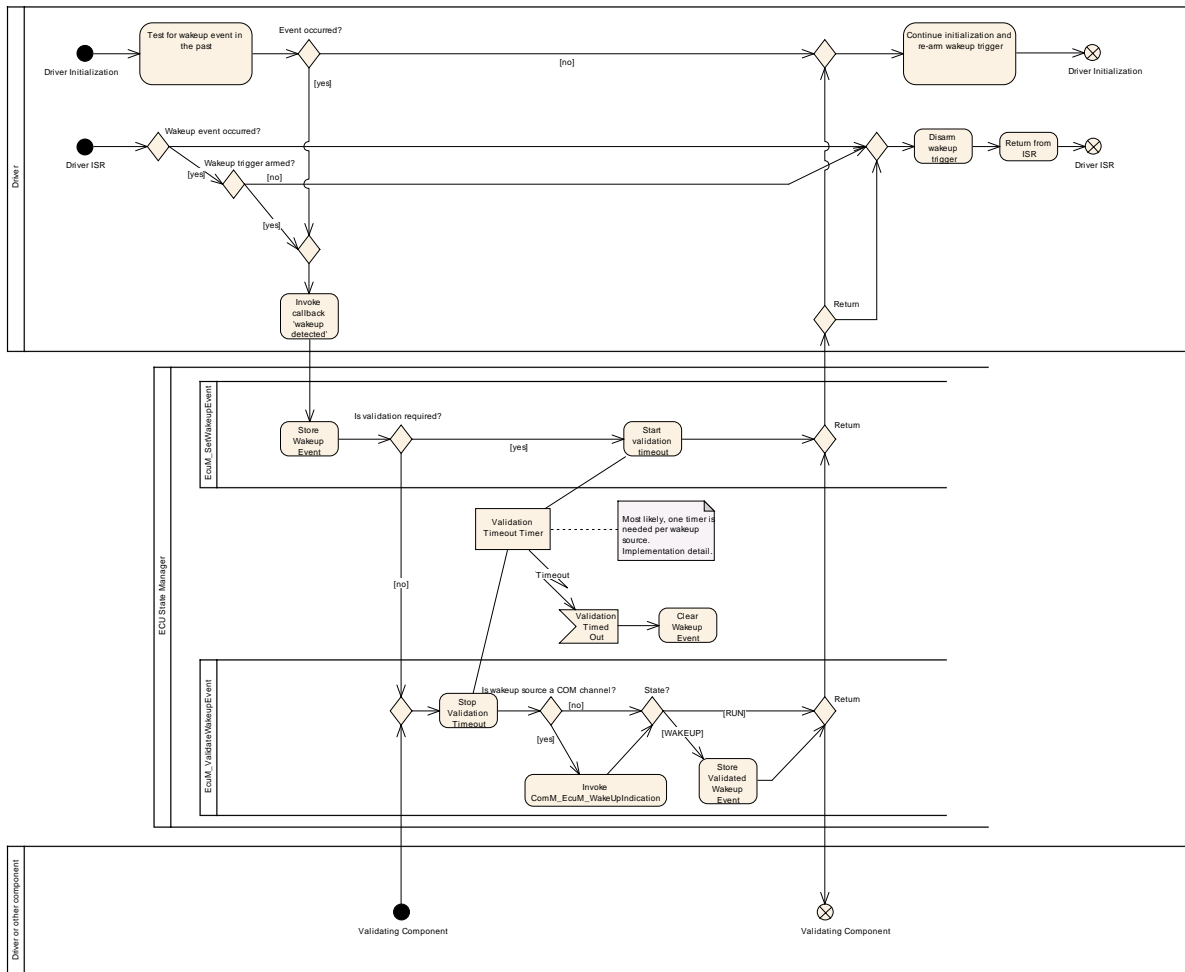 Driver
Test for wakeup event in
the past
Event occurred?
Continue initialization and
re-arm wakeup trigger
Driver Initialization
[no]
Driver Initialization
[yes]
Wakeup event occurred?
Driver ISR
Wakeup trigger armed?
[yes]
[no]
Disarm
wakeup
trigger
Return from
ISR
Driver ISR
[yes]
Invoke
callback
'wakeup
detected'
Return
ECU State Manager
EcuM_SetWakeupEvent
Is validation required?
Store
Wakeup
Event
[yes]
Start
validation
timeout
Return
Validation
Timeout Timer
Most likely, one timer is
needed per wakeup
source.
Implementation detail.
[no]
Timeout
Validation
Timed
Out
Clear
Wakeup
Event
EcuM_ValidateWakeupEvent
Is wakeup source a COM channel?
State?
Return
Stop
Validation
Timeout
[no]
[RUN]
[yes]
[WAKEUP]
Invoke
ComM_EcuM_WakeUpIndication
Store
Validated
Wakeup
Event
Driver or other component
Validating Component
Validating Component